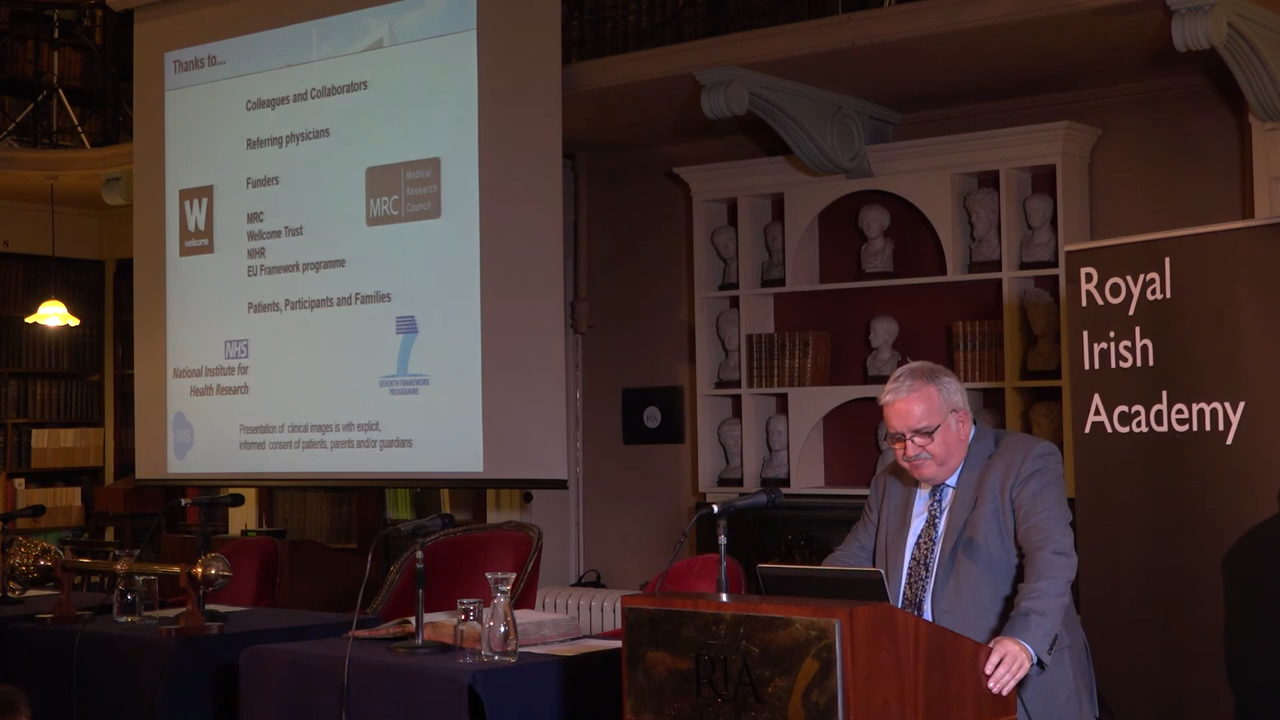 Thanks to...
Colleagues and Collaborators
Referring physicians
Funders
MRC
Wellcome Trust
NIHR
EU Framework programme
Patients, Participants and Families
W
wellcome
MRC
Medical
Research
Council
NHS
National Institute for
Health Research
SEVENTH FRAMEWORK
PROGRAMME
Presentation of clinical images is with explicit,
informed consent of patients, parents and/or guardians
RIA
Royal
Irish
Academy
RIA
8